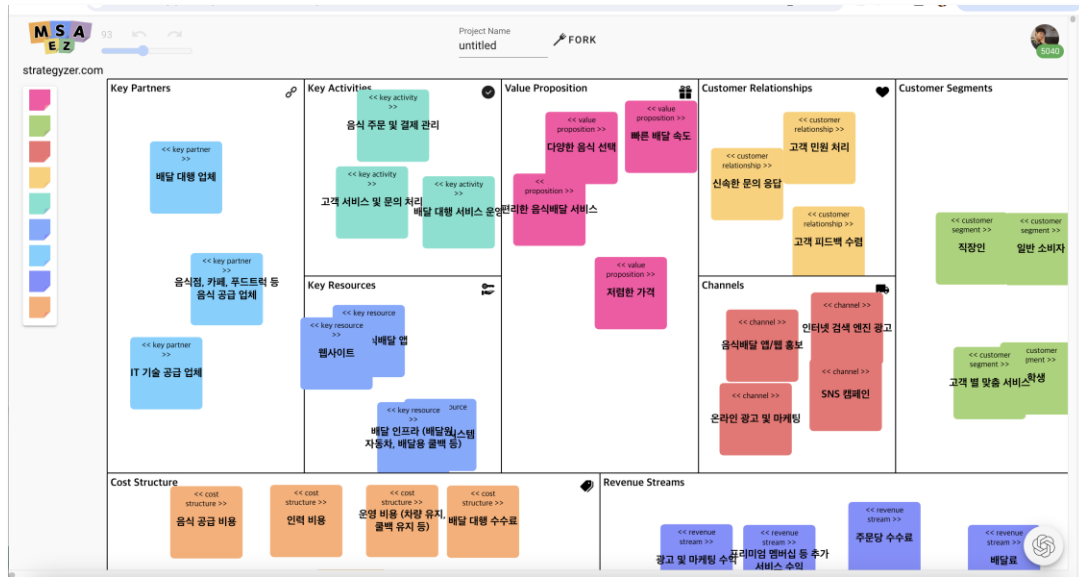 MSA
EZ
93
Project Name
untitled
FORK
5040
strategyzer.com
Key Partners
<< key partner
>>
배달 대행 업체
<< key partner
>>
음식점, 카페, 푸드트럭 등
음식 공급 업체
<< key partner
>>
IT 기술 공급 업체
Key Activities
<< key activity
>>
음식 주문 및 결제 관리
<< key activity
>>
고객 서비스 및 문의 처리
<< key activity
>>
배달 대행 서비스 운영
Key Resources
<< key resource
식배달 앱
<< key resource
>>
웹사이트
<< key resource
>>
배달 인프라 (배달원,
자동차, 배달용 쿨백 등)
ource
시스템
Value Proposition
<< value
proposition >>
다양한 음식 선택
<< value
proposition >>
빠른 배달 속도
<<
proposition >>
편리한 음식배달 서비스
<< value
proposition >>
저렴한 가격
Customer Relationships
<< customer
relationship >>
고객 민원 처리
<< customer
relationship >>
신속한 문의 응답
<< customer
relationship >>
고객 피드백 수렴
Channels
<< channel >>
인터넷 검색 엔진 광고
<< channel >>
음식배달 앱/웹 홍보
<< channel >>
SNS 캠페인
<< channel >>
온라인 광고 및 마케팅
Customer Segments
<< customer
segment >>
직장인
<< customer
segment >>
일반 소비자
<< customer
segment >>
고객 별 맞춤 서비스
customer
ment >>
학생
Cost Structure
<< cost
structure >>
음식 공급 비용
<< cost
structure >>
인력 비용
<< cost
structure >>
운영 비용 (차량 유지,
쿨백 유지 등)
<< cost
structure >>
배달 대행 수수료
Revenue Streams
<< revenue
stream >>
광고 및 마케팅 수익
<< revenue
stream >>
프리미엄 멤버십 등 추가
서비스 수익
<< revenue
stream >>
주문당 수수료
<< revenue
stream >>
배달료